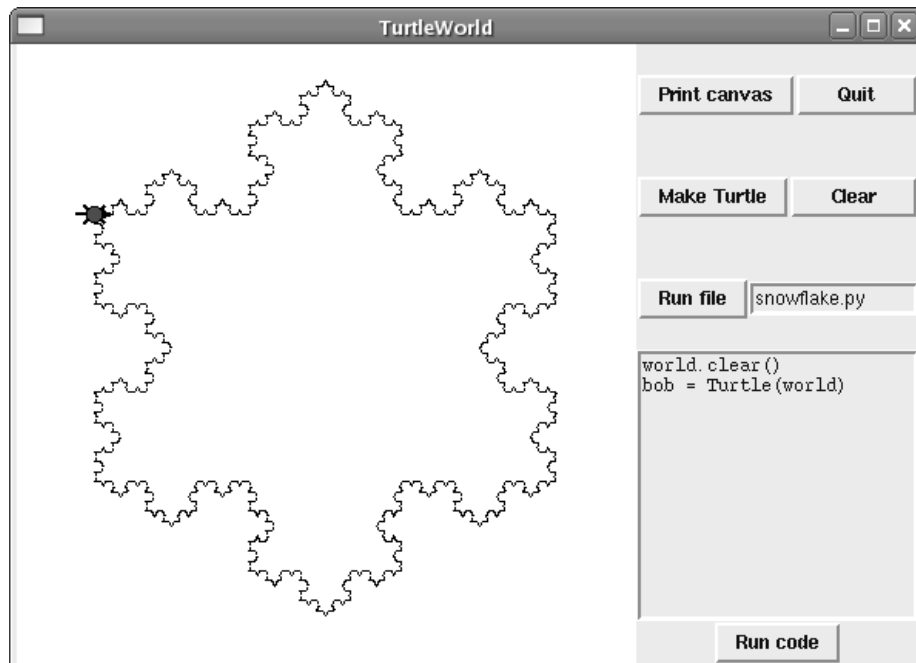 TurtleWorld
Print canvas
Quit
Make Turtle
Clear
Run file
snowflake.py
world.clear()
bob = Turtle(world)
Run code